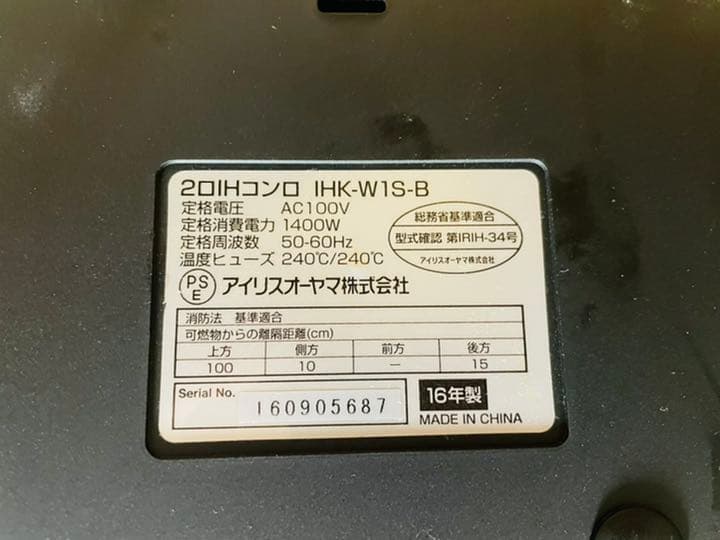 2口IHコンロ IHK-W1S-B
定格電圧 AC100V
定格消費電力 1400W
定格周波数 50-60Hz
温度ヒューズ 240℃/240℃
総務省基準適合
型式確認 第IRIH-34号
アイリスオーヤマ株式会社
PS
E
アイリスオーヤマ株式会社
消防法 基準適合
可燃物からの離隔距離(cm)
上方 側方 前方 後方
100 10 － 15
Serial No. 160905687
16年製
MADE IN CHINA